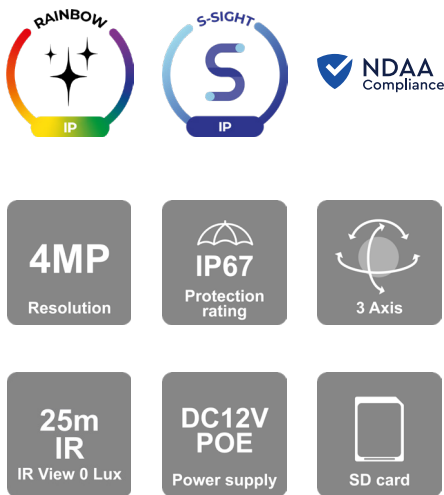 RAINBOW
IP
S-SIGHT
S
IP
NDAA
Compliance
4MP
Resolution
IP67
Protection
rating
3 Axis
25m
IR
IR View 0 Lux
DC12V
POE
Power supply
SD card